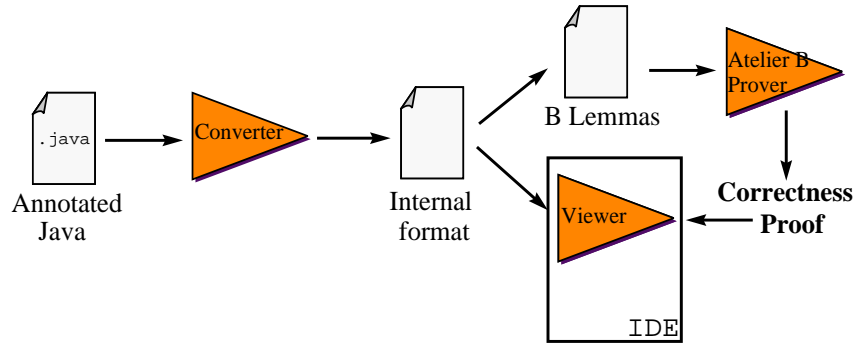 .java
Annotated
Java
Converter
Internal
format
B Lemmas
Atelier B
Prover
Correctness
Proof
Viewer
IDE